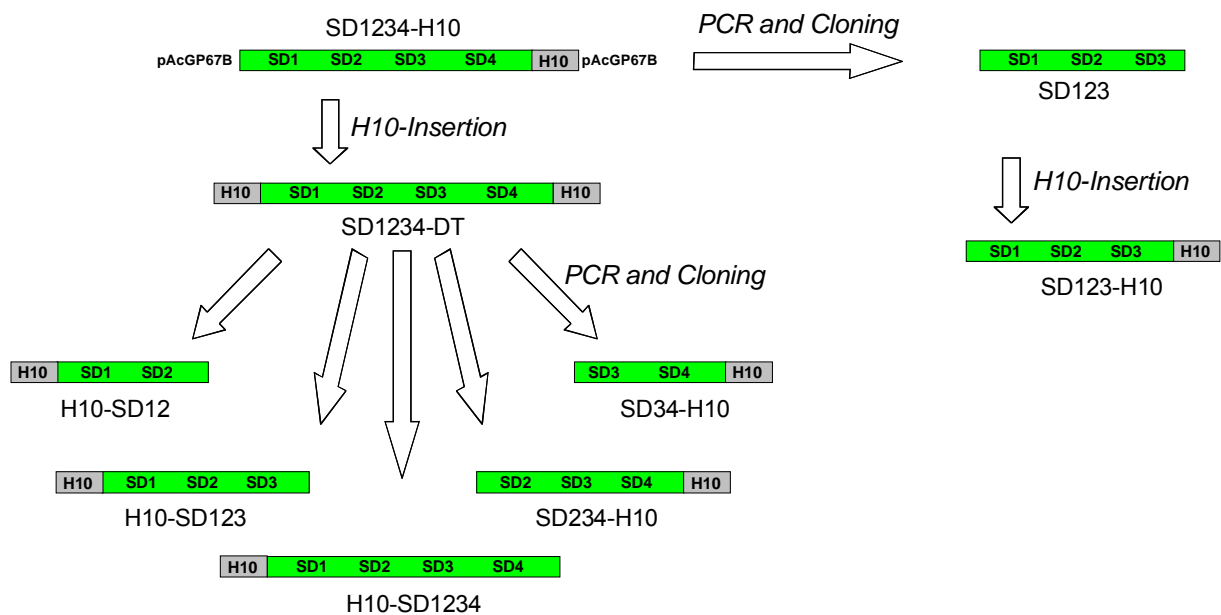 SD1234-H10
PCR and Cloning
pAcGP67B SD1 SD2 SD3 SD4 H10 pAcGP67B
SD1 SD2 SD3
SD123
H10-Insertion
H10 SD1 SD2 SD3 SD4 H10
SD1234-DT
H10-Insertion
SD1 SD2 SD3 H10
SD123-H10
PCR and Cloning
H10 SD1 SD2
H10-SD12
SD3 SD4 H10
SD34-H10
H10 SD1 SD2 SD3
H10-SD123
SD2 SD3 SD4 H10
SD234-H10
H10 SD1 SD2 SD3 SD4
H10-SD1234